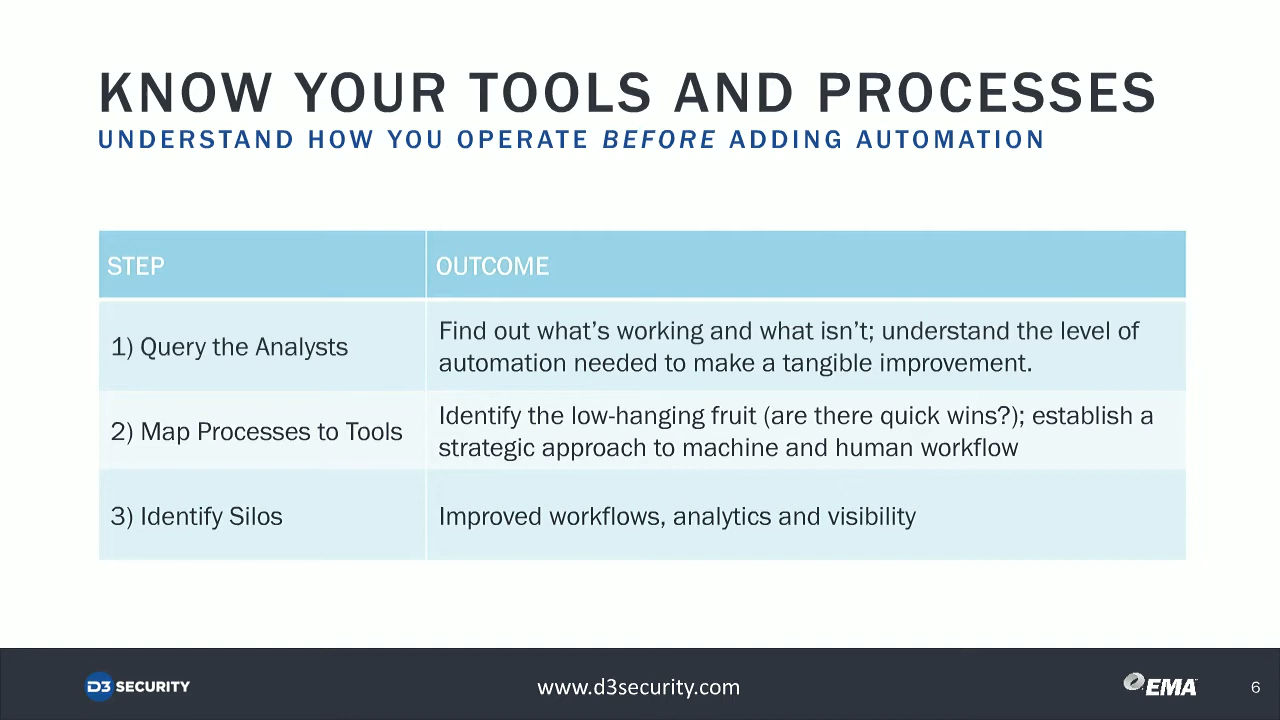 KNOW YOUR TOOLS AND PROCESSES
UNDERSTAND HOW YOU OPERATE BEFORE ADDING AUTOMATION
STEP
OUTCOME
1) Query the Analysts
Find out what’s working and what isn’t; understand the level of
automation needed to make a tangible improvement.
2) Map Processes to Tools
Identify the low-hanging fruit (are there quick wins?); establish a
strategic approach to machine and human workflow
3) Identify Silos
Improved workflows, analytics and visibility
D3 SECURITY
www.d3security.com
EMA
6